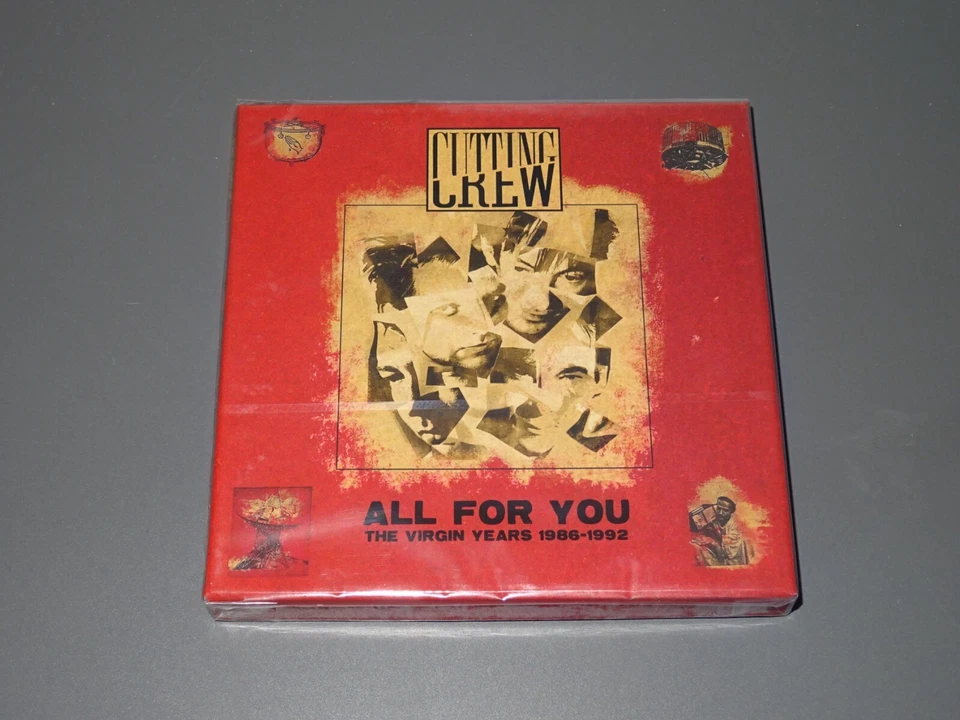 CUTTING
CREW
ALL FOR YOU
THE VIRGIN YEARS 1986-1992